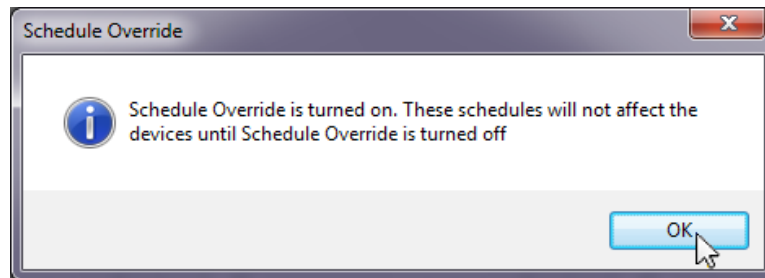 Schedule Override
Schedule Override is turned on. These schedules will not affect the
devices until Schedule Override is turned off
OK